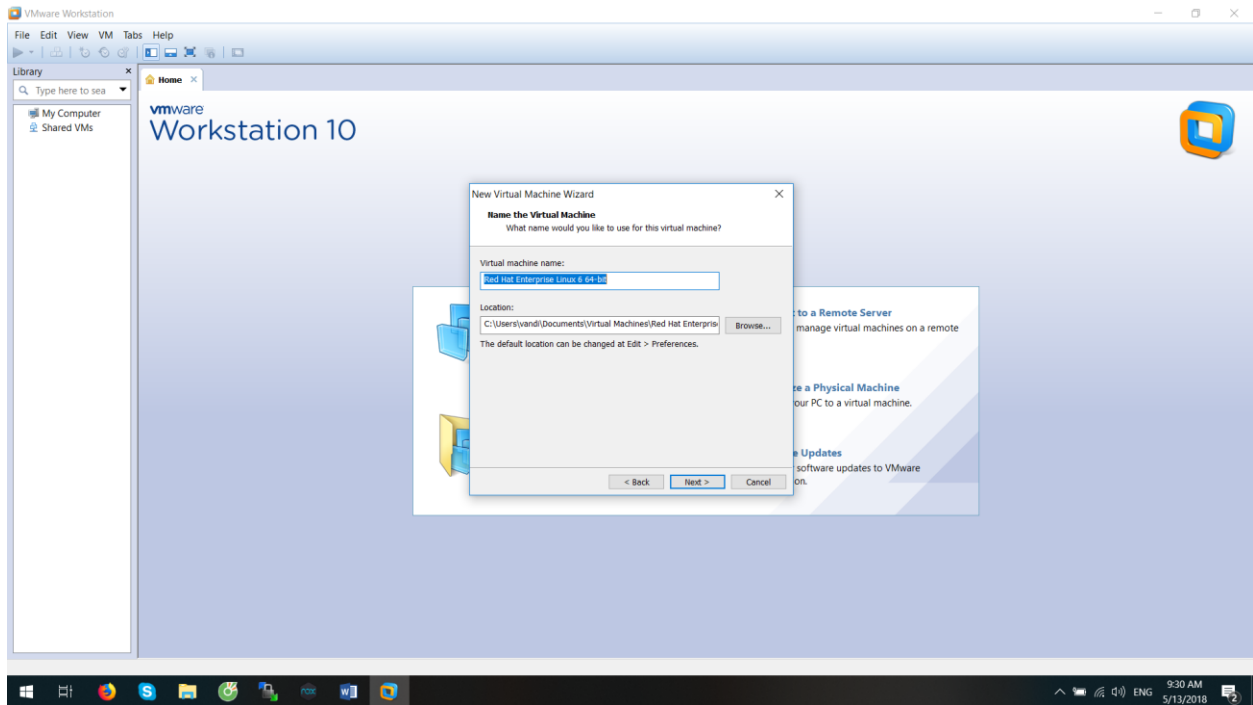 VMware Workstation
File Edit View VM Tabs Help
Library
Home
Type here to sea
My Computer
Shared VMs
vmware
Workstation 10
New Virtual Machine Wizard
Name the Virtual Machine
What name would you like to use for this virtual machine?
Virtual machine name:
Red Hat Enterprise Linux 6 64-bit
Location:
C:\Users\vandi\Documents\Virtual Machines\Red Hat Enterpris
Browse...
The default location can be changed at Edit > Preferences.
to a Remote Server
manage virtual machines on a remote
ze a Physical Machine
our PC to a virtual machine.
e Updates
software updates to VMware
on.
< Back Next > Cancel
ENG
9:30 AM
5/13/2018
2